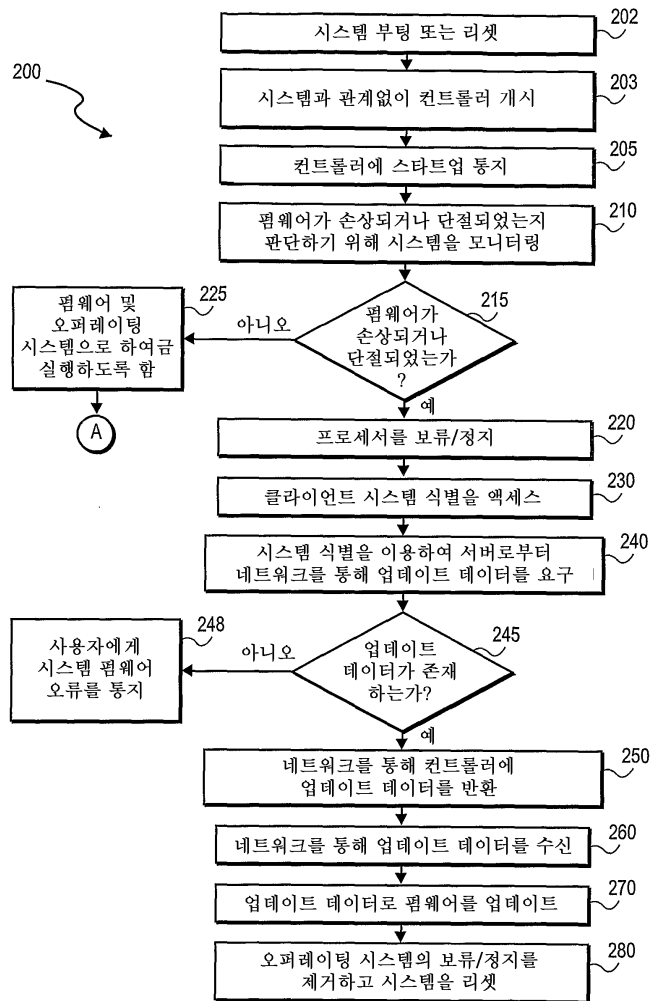 시스템 부팅 또는 리셋
202
200
시스템과 관계없이 컨트롤러 개시
203
컨트롤러에 스타트업 통지
205
펌웨어가 손상되거나 단절되었는지
판단하기 위해 시스템을 모니터링
210
펌웨어 및
오퍼레이팅
시스템으로 하여금
실행하도록 함
225
아니오
펌웨어가
손상되거나
단절되었는가
?
215
예
A
프로세서를 보류/정지
220
클라이언트 시스템 식별을 액세스
230
시스템 식별을 이용하여 서버로부터
네트워크를 통해 업데이트 데이터를 요구
240
사용자에게
시스템 펌웨어
오류를 통지
248
아니오
업데이트
데이터가 존재
하는가?
245
예
네트워크를 통해 컨트롤러에
업데이트 데이터를 반환
250
네트워크를 통해 업데이트 데이터를 수신
260
업데이트 데이터로 펌웨어를 업데이트
270
오퍼레이팅 시스템의 보류/정지를
제거하고 시스템을 리셋
280